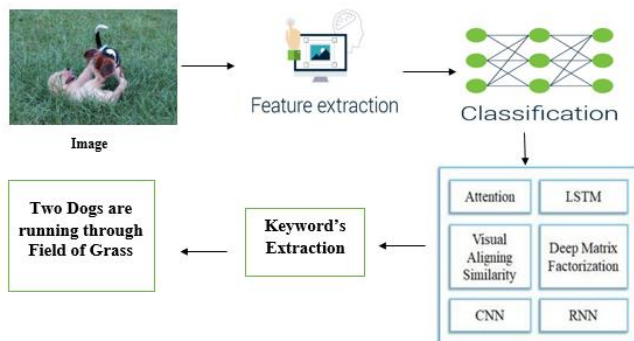 Image
Feature extraction
Classification
Attention
LSTM
Visual
Aligning
Similarity
Deep Matrix
Factorization
CNN
RNN
Keyword's
Extraction
Two Dogs are
running through
Field of Grass